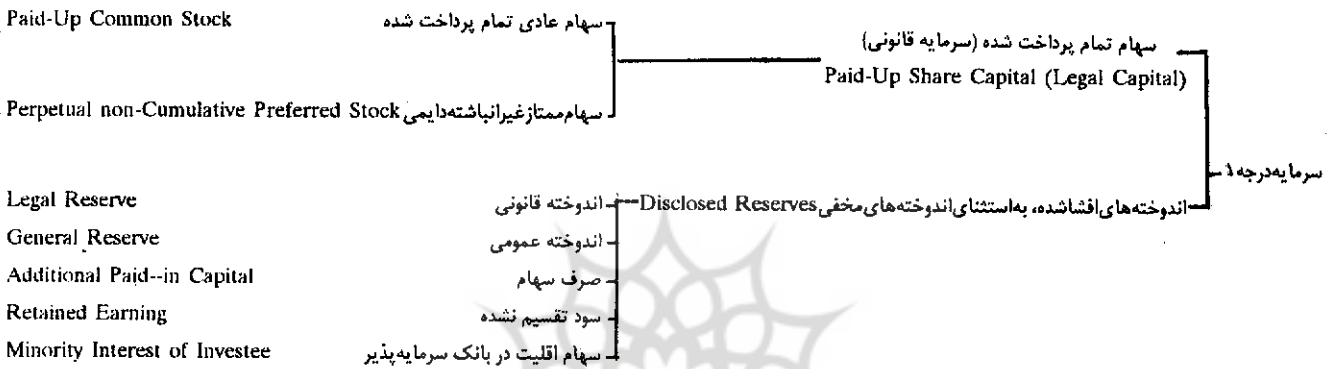 Paid-Up Common Stock سهام عادی تمام پرداخت شده
سهام تمام پرداخت شده (سرمایه قانونی)
Paid-Up Share Capital (Legal Capital)
Perpetual non-Cumulative Preferred Stock سهام ممتاز غیرانباشته دایمی
سرمایه درجه ۱
اندوخته‌های افشا شده، به‌استثنای اندوخته‌های مخفی Disclosed Reserves
Legal Reserve اندوخته قانونی
General Reserve اندوخته عمومی
Additional Paid--in Capital صرف سهام
Retained Earning سود تقسیم نشده
Minority Interest of Investee سهام اقلیت در بانک سرمایه‌پذیر